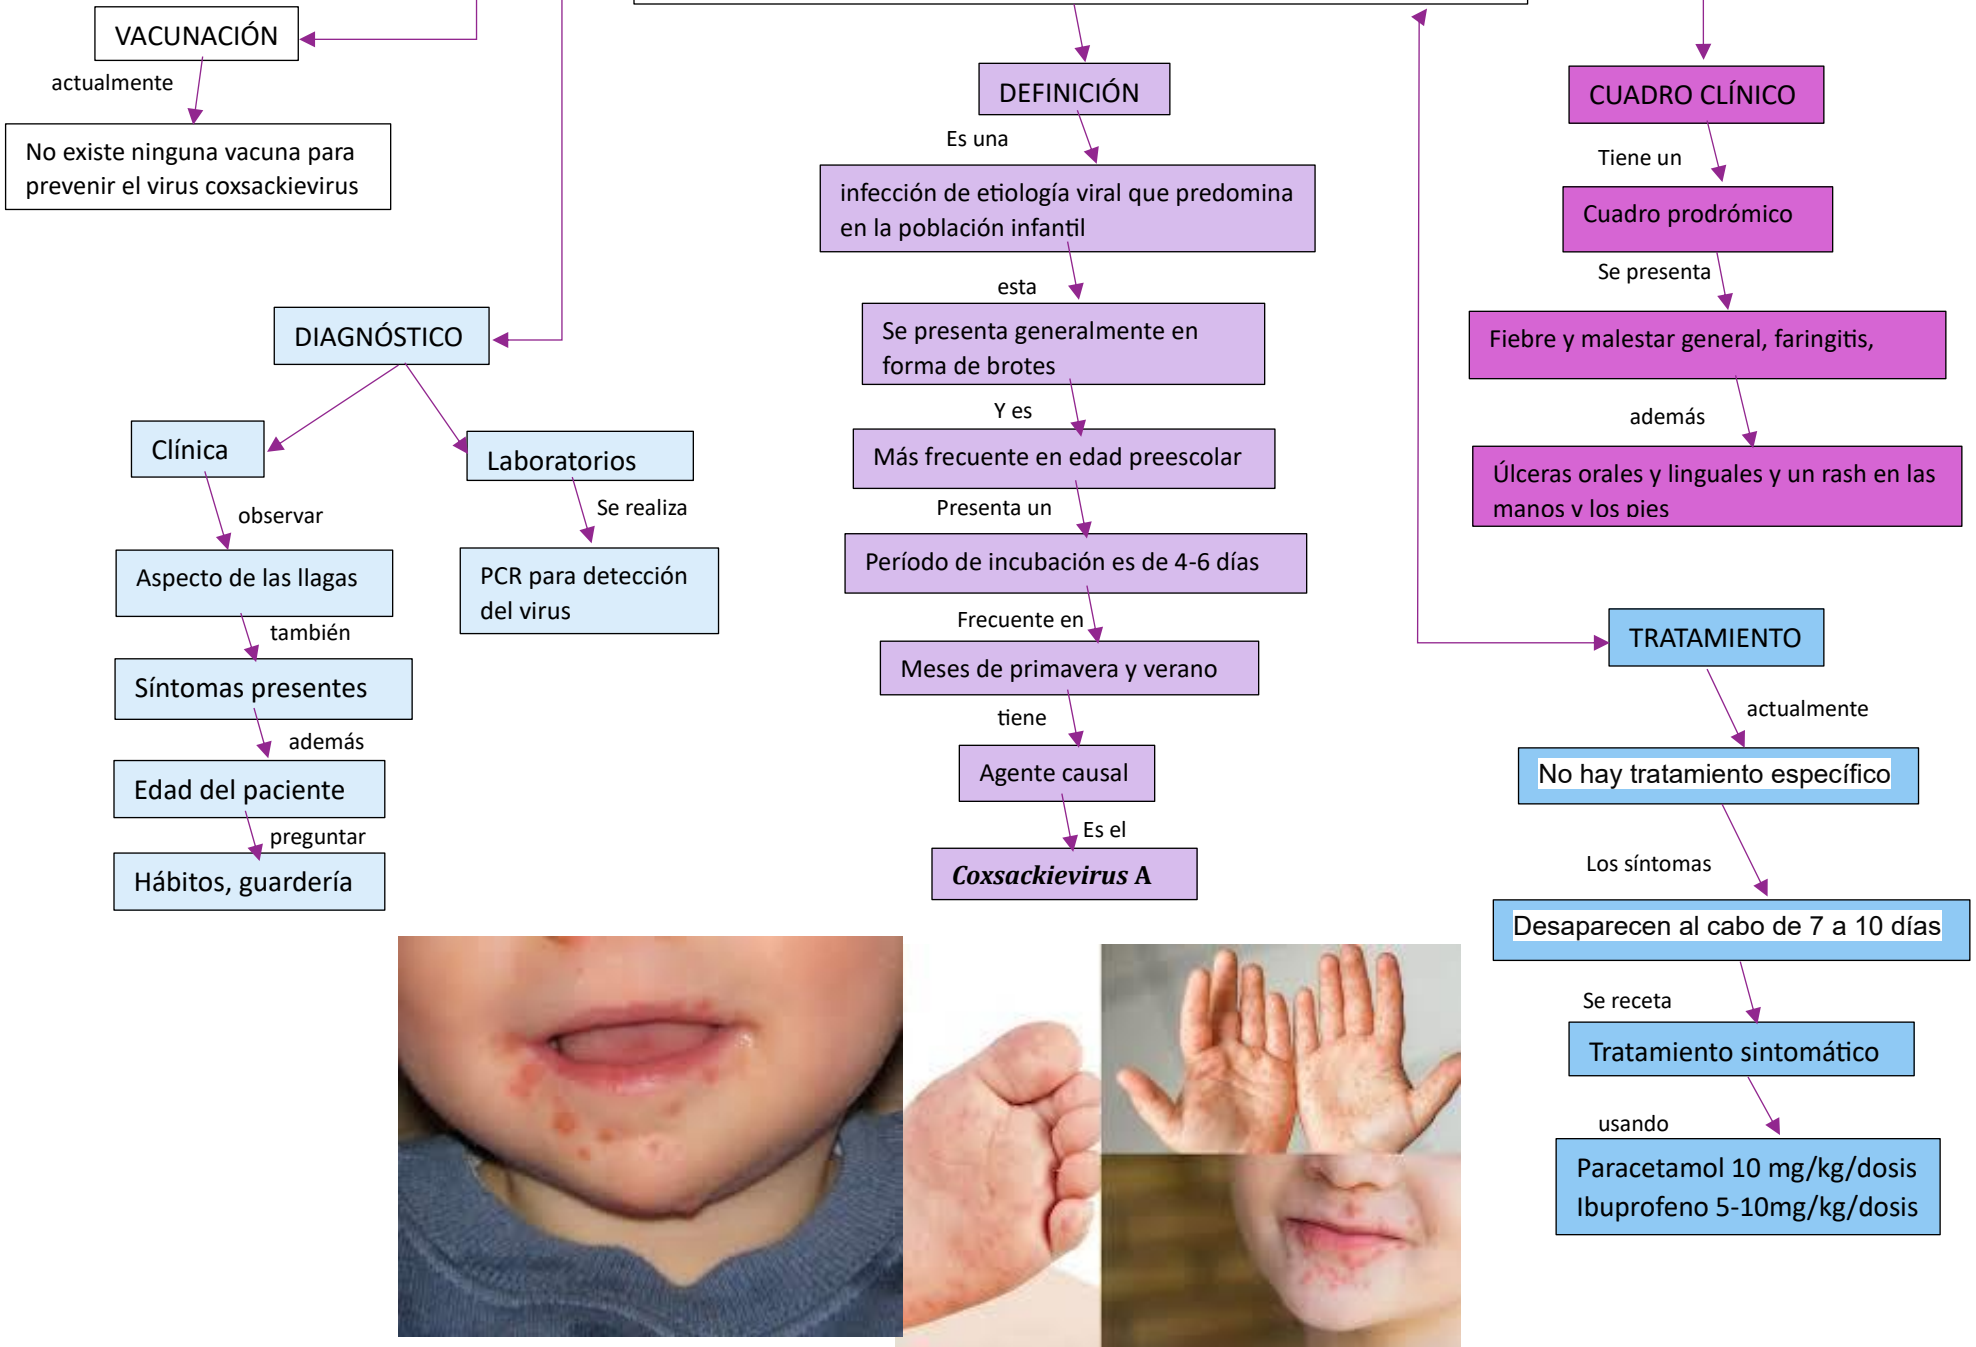 VACUNACIÓN
actualmente
No existe ninguna vacuna para
prevenir el virus coxsackievirus
DIAGNÓSTICO
Clínica
observar
Aspecto de las llagas
también
Síntomas presentes
además
Edad del paciente
preguntar
Hábitos, guardería
Laboratorios
Se realiza
PCR para detección
del virus
DEFINICIÓN
Es una
infección de etiología viral que predomina
en la población infantil
esta
Se presenta generalmente en
forma de brotes
Y es
Más frecuente en edad preescolar
Presenta un
Período de incubación es de 4-6 días
Frecuente en
Meses de primavera y verano
tiene
Agente causal
Es el
Coxsackievirus A
CUADRO CLÍNICO
Tiene un
Cuadro prodrómico
Se presenta
Fiebre y malestar general, faringitis,
además
Úlceras orales y linguales y un rash en las
manos y los pies
TRATAMIENTO
actualmente
No hay tratamiento específico
Los síntomas
Desaparecen al cabo de 7 a 10 días
Se receta
Tratamiento sintomático
usando
Paracetamol 10 mg/kg/dosis
Ibuprofeno 5-10mg/kg/dosis